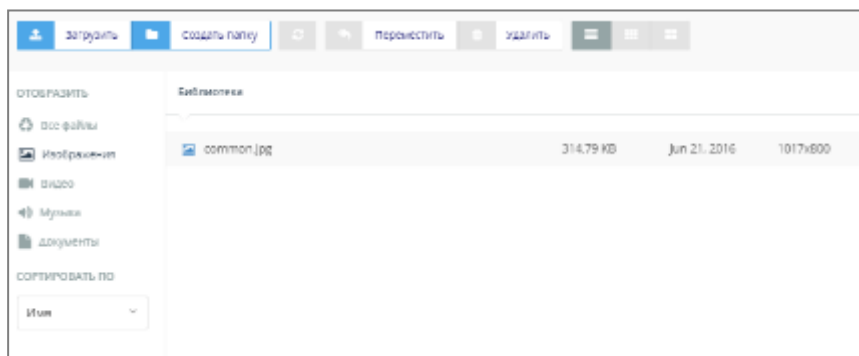 Загрузить Создать папку Переместить Удалить
ОТОБРАЗИТЬ
Библиотека
Все файлы
Изображения
common.jpg 314.79 KB Jun 21, 2016 1017x800
Видео
Музыка
Документы
СОРТИРОВАТЬ ПО
Имя